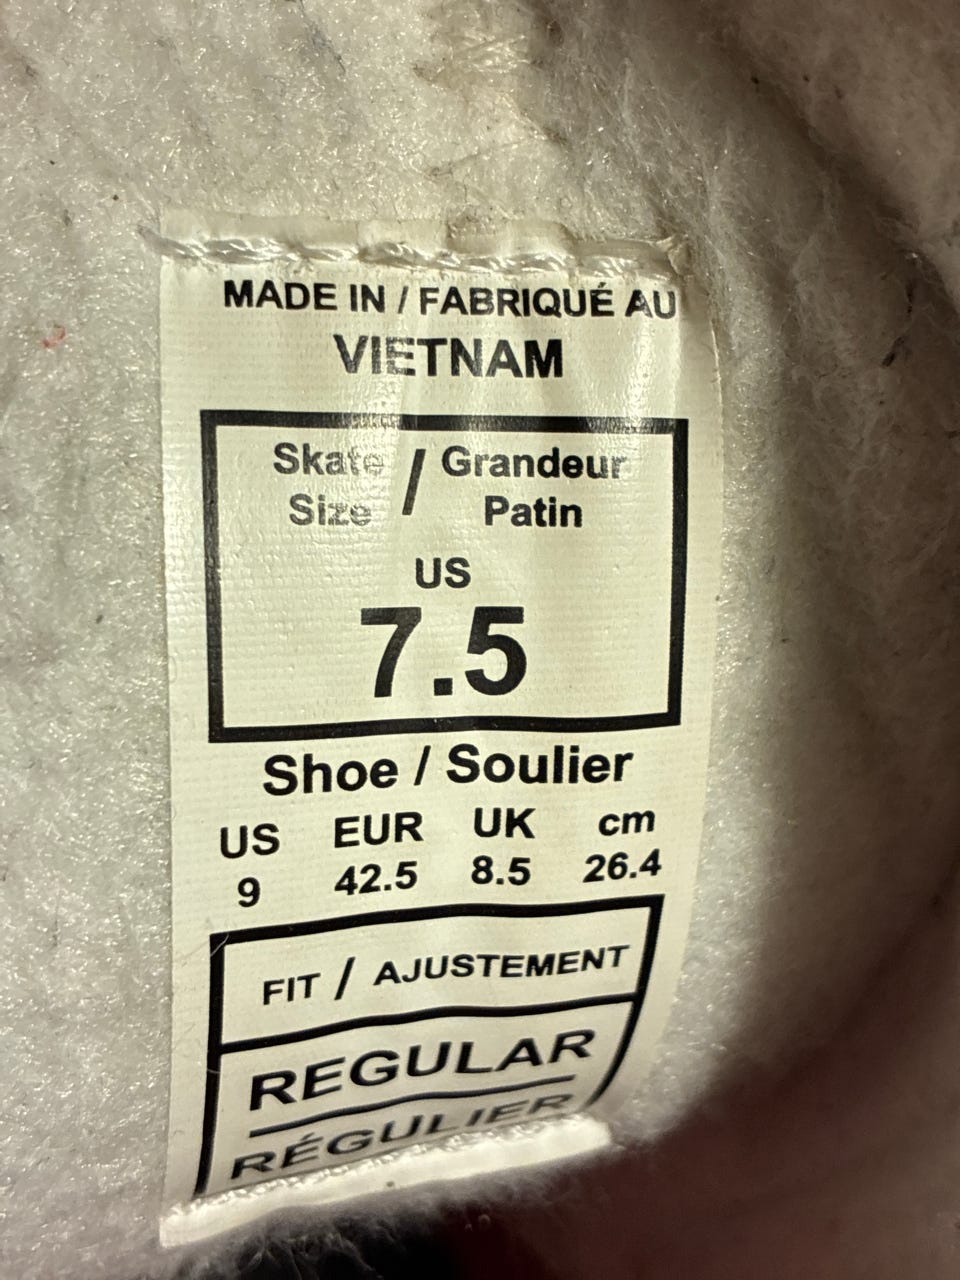 MADE IN / FABRIQUÉ AU
VIETNAM
Skate / Grandeur
Size Patin
US
7.5
Shoe / Soulier
US EUR UK cm
9 42.5 8.5 26.4
FIT / AJUSTEMENT
REGULAR
RÉGULIER